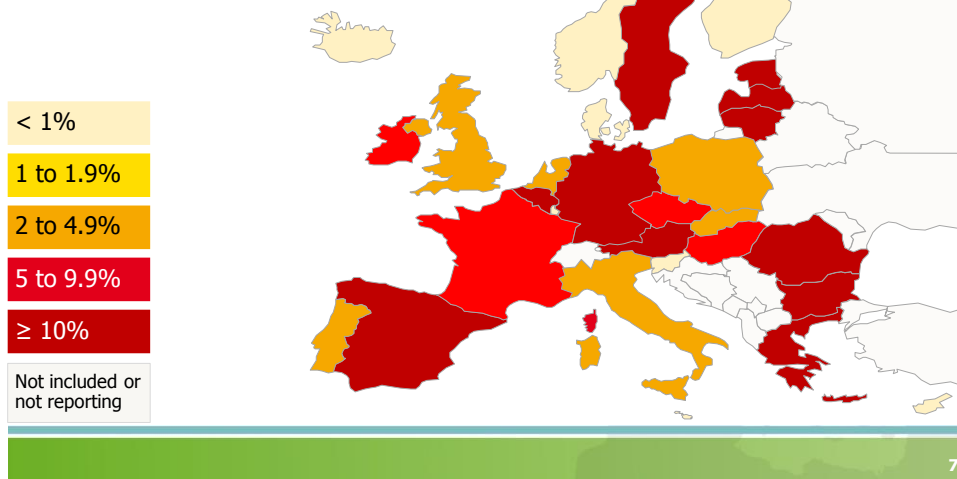 < 1%
1 to 1.9%
2 to 4.9%
5 to 9.9%
≥ 10%
Not included or
not reporting
7